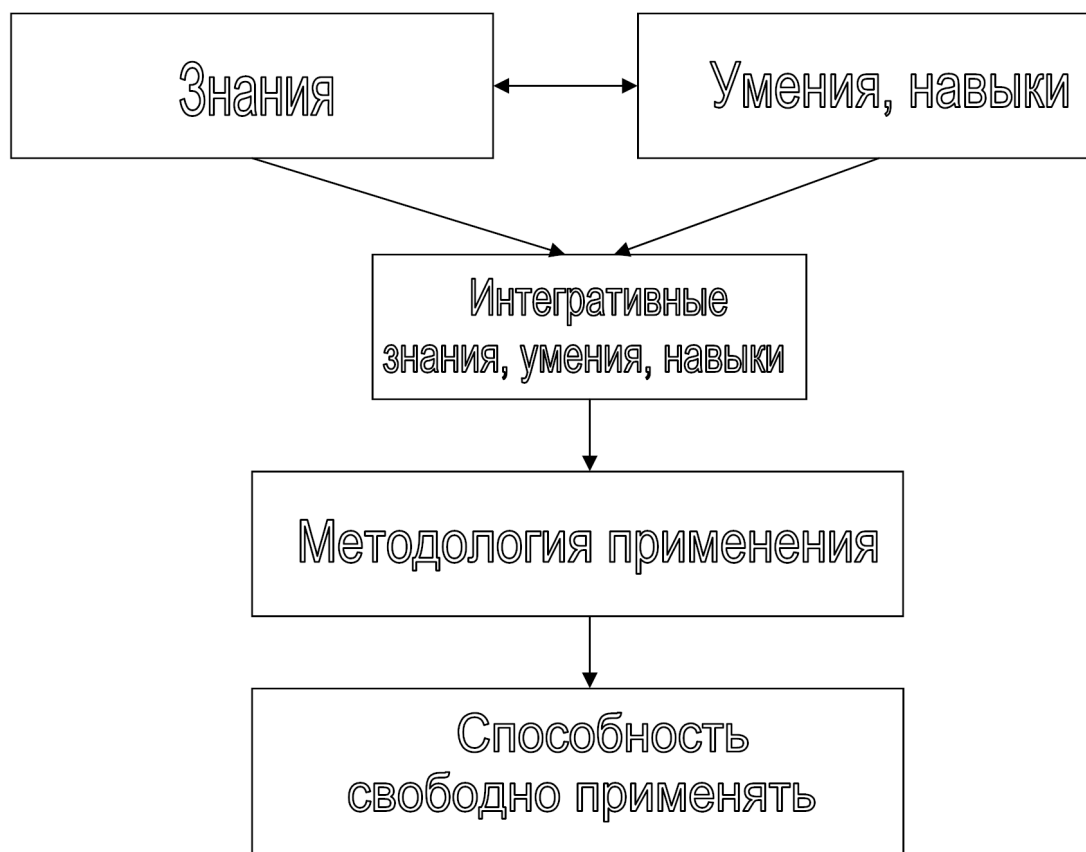 Знания
Умения, навыки
Интегративные
знания, умения, навыки
Методология применения
Способность
свободно применять